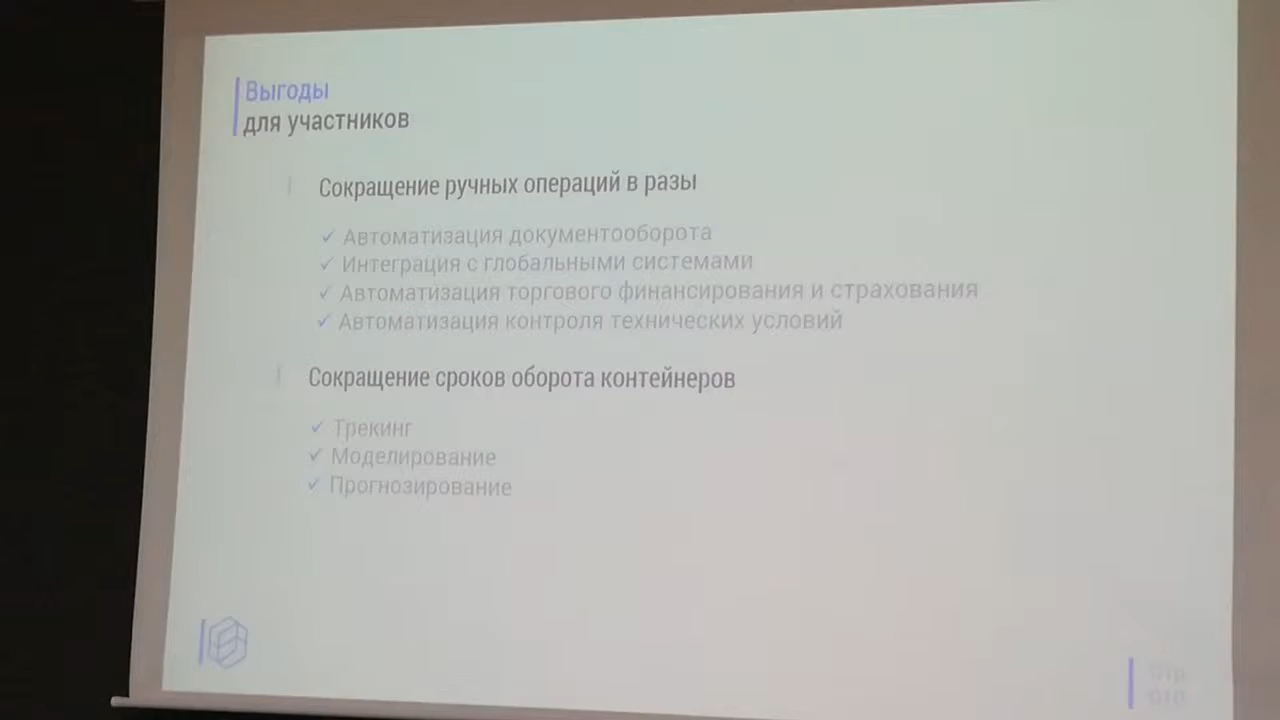 Выгоды
для участников
Сокращение ручных операций в разы
Автоматизация документооборота
Интеграция с глобальными системами
Автоматизация торгового финансирования и страхования
Автоматизация контроля технических условий
Сокращение сроков оборота контейнеров
Трекинг
Моделирование
Прогнозирование